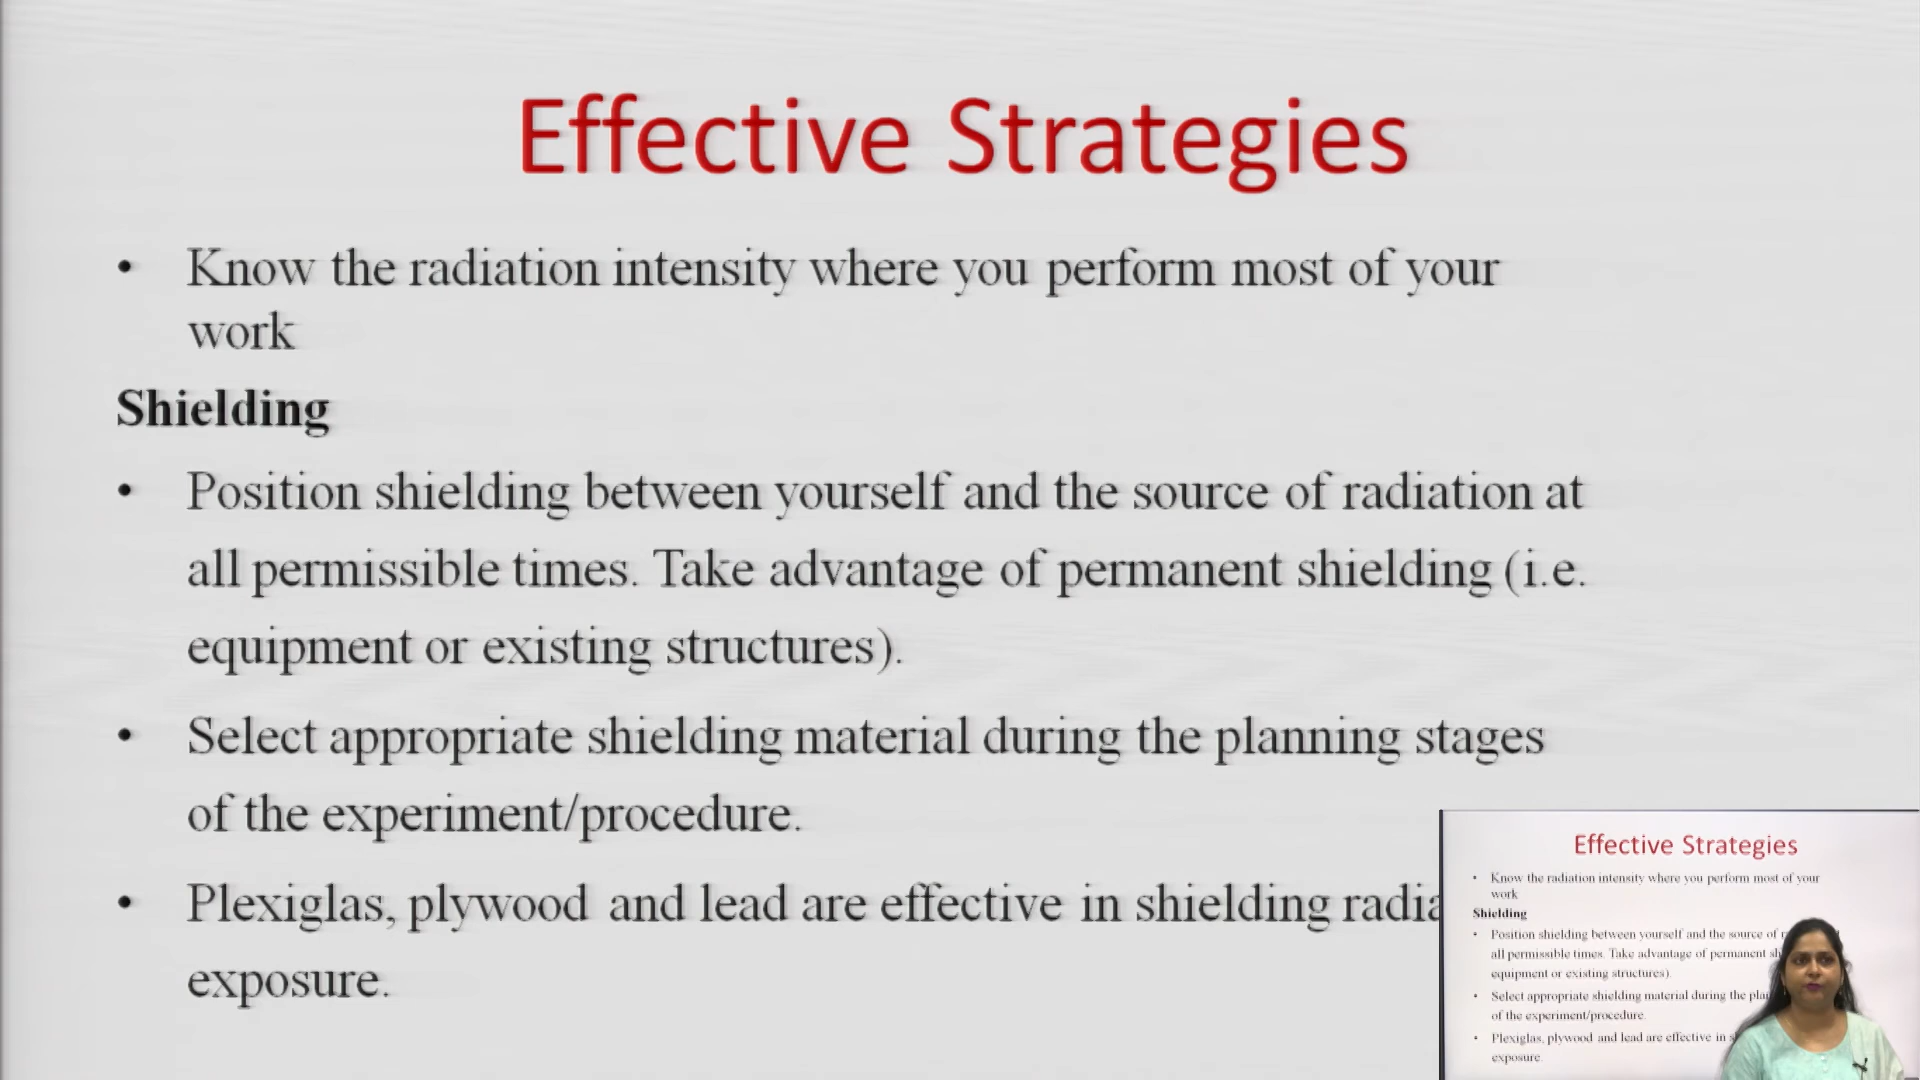 Effective Strategies
• Know the radiation intensity where you perform most of your
work
Shielding
• Position shielding between yourself and the source of radiation at
all permissible times. Take advantage of permanent shielding (i.e.
equipment or existing structures).
• Select appropriate shielding material during the planning stages
of the experiment/procedure.
• Plexiglas, plywood and lead are effective in shielding
exposure.
Effective Strategies
• Know the radiation intensity where you perform most of your
work
Shielding
• Position shielding between yourself and the source of
all permissible times. Take advantage of permanent
equipment or existing structures).
• Select appropriate shielding material during the
of the experiment/procedure.
• Plexiglas, plywood and lead are effective in
exposure.